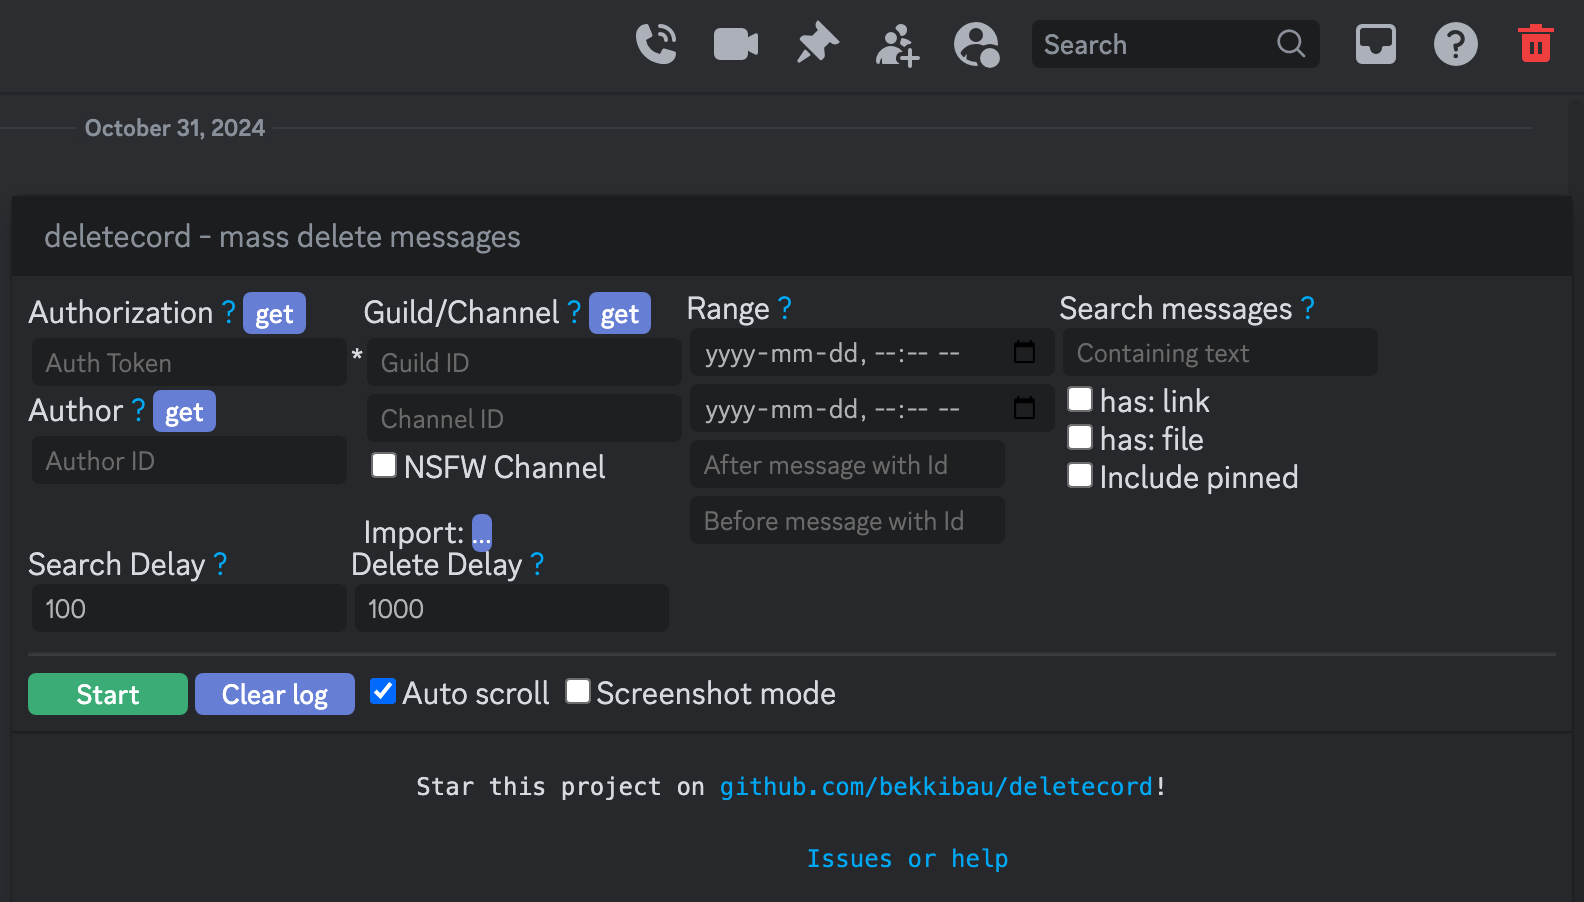 Search
October 31, 2024
deletecord - mass delete messages
Authorization ? get
Auth Token
*
Author ? get
Author ID
Guild/Channel ? get
Guild ID
Channel ID
NSFW Channel
Import: ...
Range ?
yyyy-mm-dd, --:-- --
yyyy-mm-dd, --:-- --
After message with Id
Before message with Id
Search messages ?
Containing text
has: link
has: file
Include pinned
Search Delay ?
100
Delete Delay ?
1000
Start Clear log Auto scroll Screenshot mode
Star this project on github.com/bekkibau/deletecord!
Issues or help